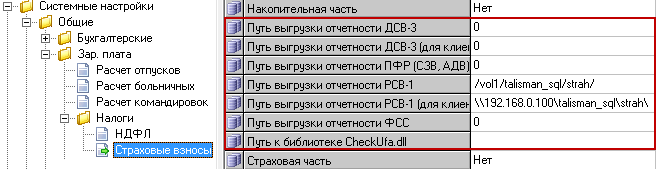 Системные настройки
Общие
Бухгалтерские
Зар. плата
Расчет отпусков
Расчет больничных
Расчет командировок
Налоги
НДФЛ
Страховые взносы
Накопительная часть Нет
Путь выгрузки отчетности ДСВ-3 0
Путь выгрузки отчетности ДСВ-3 (для клиен 0
Путь выгрузки отчетности ПФР (СЗВ, АДВ) 0
Путь выгрузки отчетности РСВ-1 /vol1/talisman_sql/strah/
Путь выгрузки отчетности РСВ-1 (для клиен \\192.168.0.100\talisman_sql\strah\
Путь выгрузки отчетности ФСС 0
Путь к библиотеке CheckUfa.dll
Страховая часть Нет